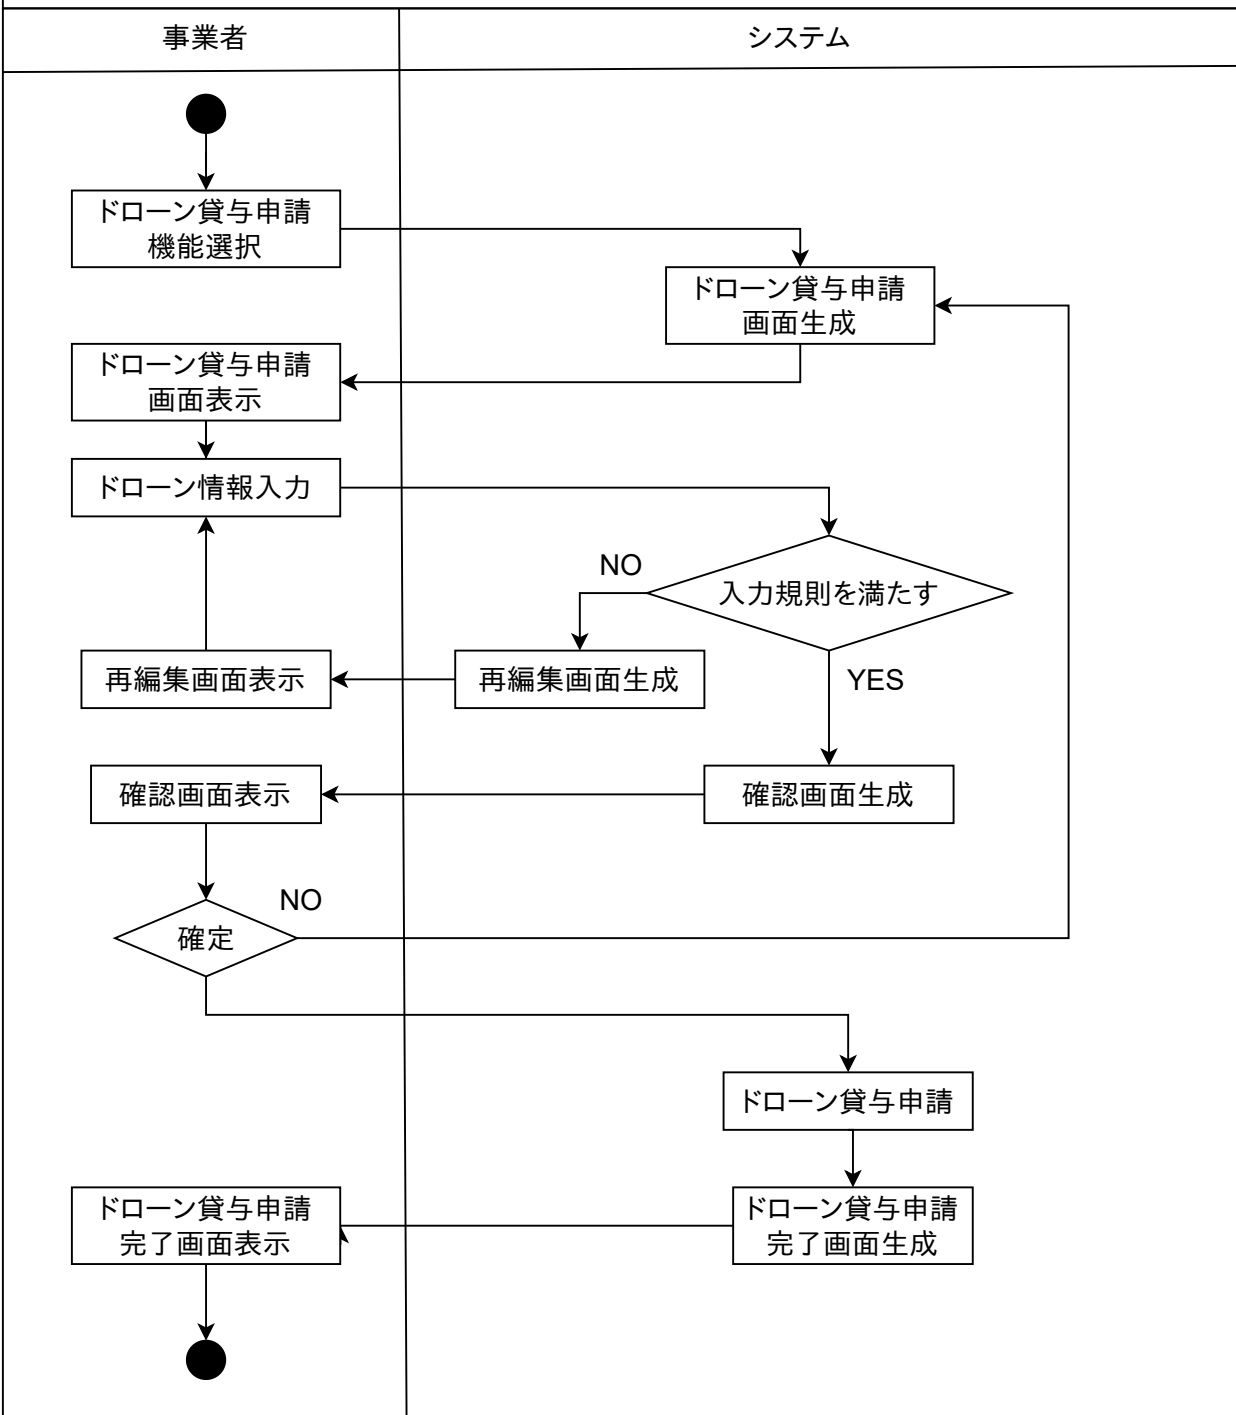 事業者
システム
ドローン貸与申請
機能選択
ドローン貸与申請
画面生成
ドローン貸与申請
画面表示
ドローン情報入力
NO
入力規則を満たす
再編集画面表示
再編集画面生成
YES
確認画面表示
確認画面生成
NO
確定
ドローン貸与申請
ドローン貸与申請
完了画面表示
ドローン貸与申請
完了画面生成